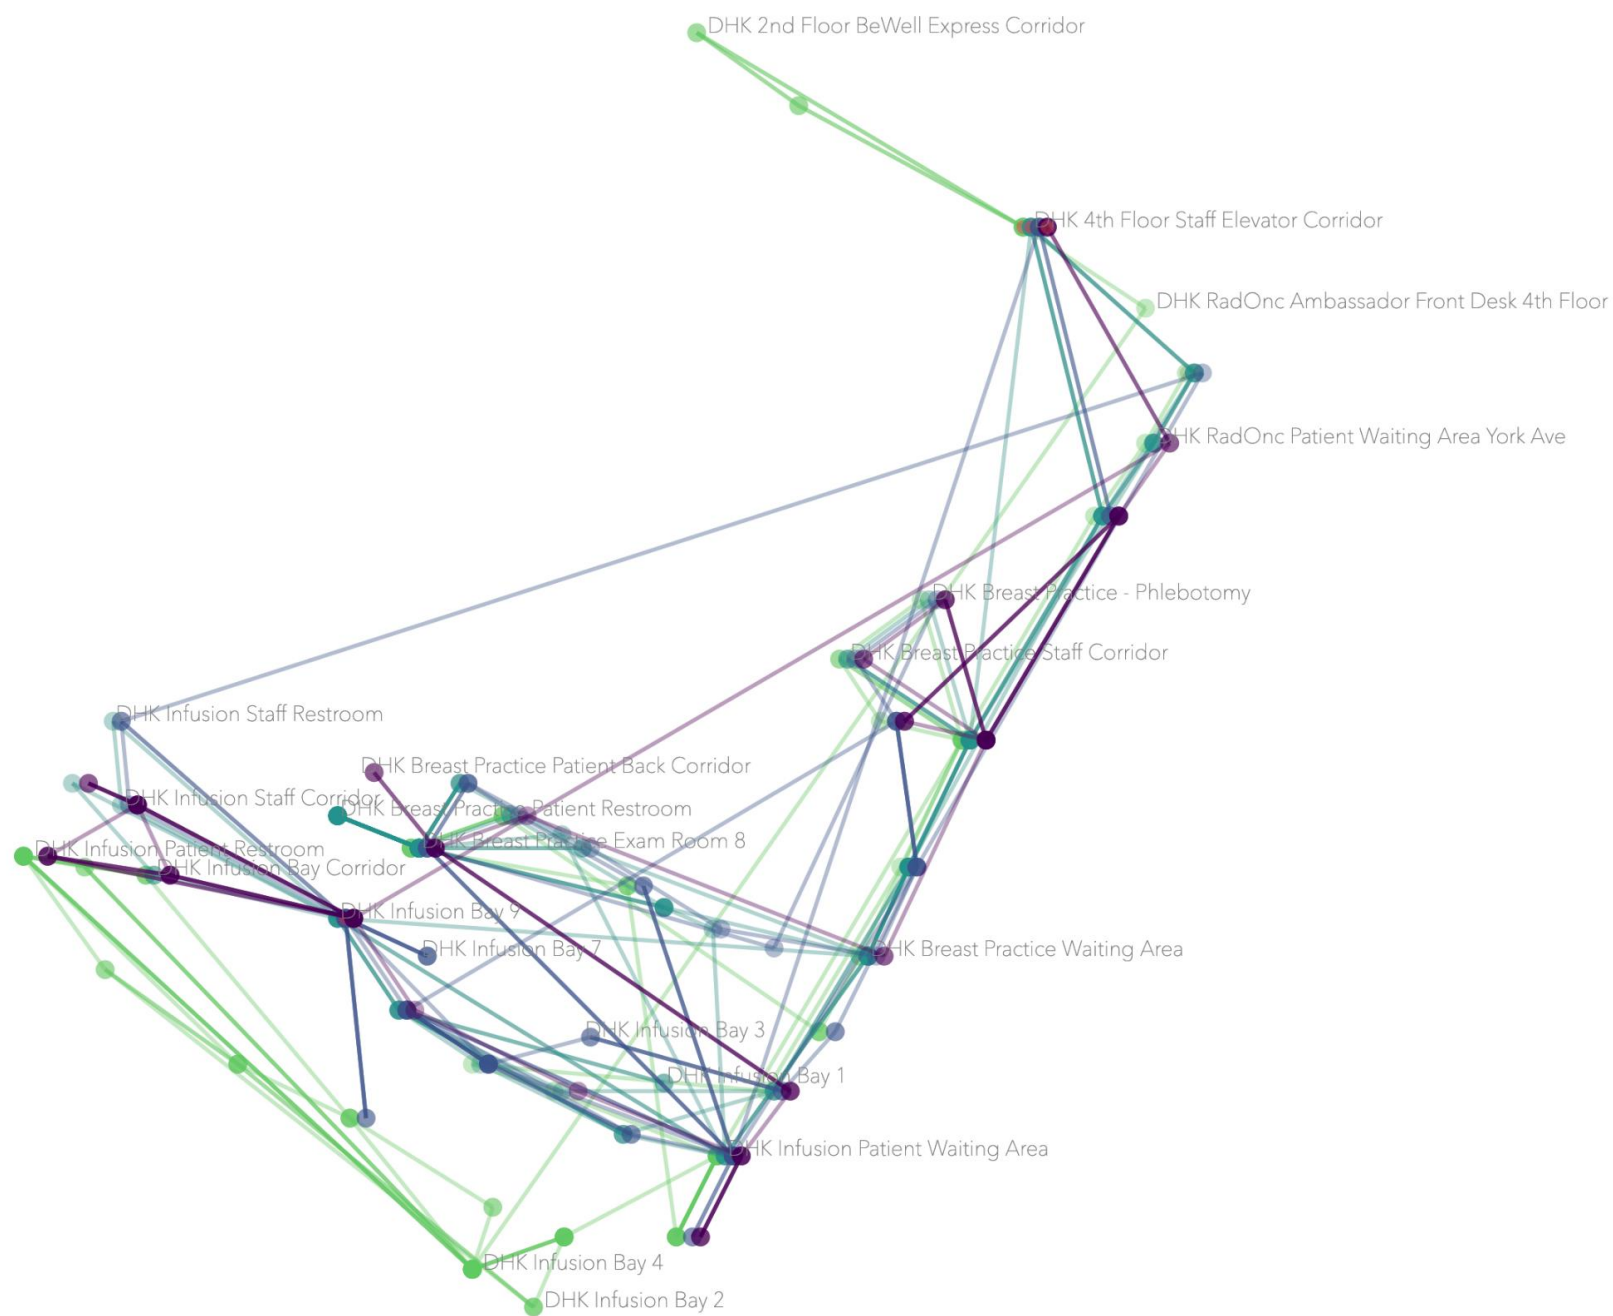 DHK 2nd Floor BeWell Express Corridor
DHK 4th Floor Staff Elevator Corridor
DHK RadOnc Ambassador Front Desk 4th Floor
DHK RadOnc Patient Waiting Area York Ave
DHK Breast Practice - Phlebotomy
DHK Breast Practice Staff Corridor
DHK Infusion Staff Restroom
DHK Breast Practice Patient Back Corridor
DHK Infusion Staff Corridor
DHK Breast Practice Patient Restroom
DHK Breast Practice Exam Room 8
DHK Infusion Patient Restroom
DHK Infusion Bay Corridor
DHK Infusion Bay 9
DHK Infusion Bay 7
DHK Breast Practice Waiting Area
DHK Infusion Bay 3
DHK Infusion Bay 1
DHK Infusion Patient Waiting Area
DHK Infusion Bay 4
DHK Infusion Bay 2